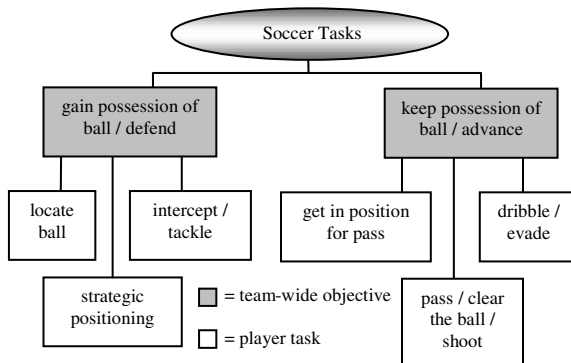 Soccer Tasks
gain possession of
ball / defend
keep possession of
ball / advance
locate
ball
intercept /
tackle
get in position
for pass
dribble /
evade
strategic
positioning
pass / clear
the ball /
shoot
= team-wide objective
= player task